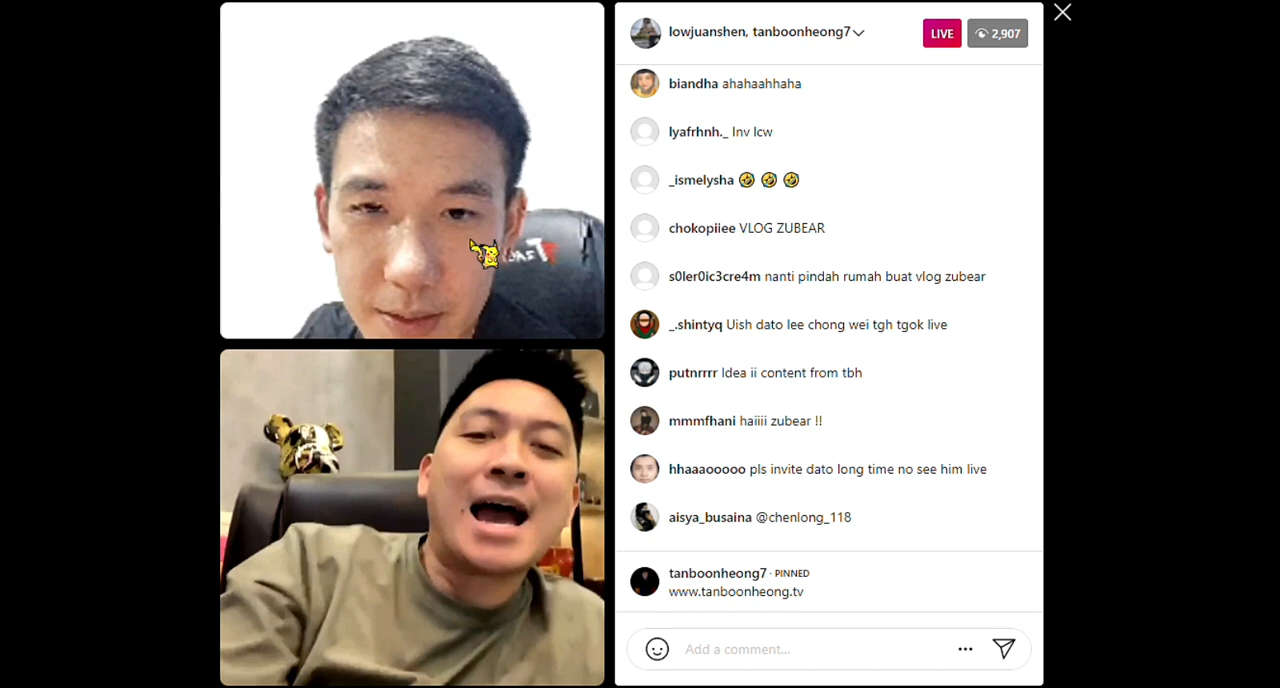 lowjuanshen, tanboonheong7
LIVE
2,907
biandha ahahaahhaha
lyafrhnh._ Inv lcw
_ismelysha 🤣 🤣 🤣
chokopiiee VLOG ZUBEAR
s0ler0ic3cre4m nanti pindah rumah buat vlog zubear
_.shintyq Uish dato lee chong wei tgh tgok live
putnrrrr Idea ii content from tbh
mmmfhani haiiii zubear !!
hhaaaooooo pls invite dato long time no see him live
aisya_busaina @chenlong_118
tanboonheong7 · PINNED
www.tanboonheong.tv
Add a comment...